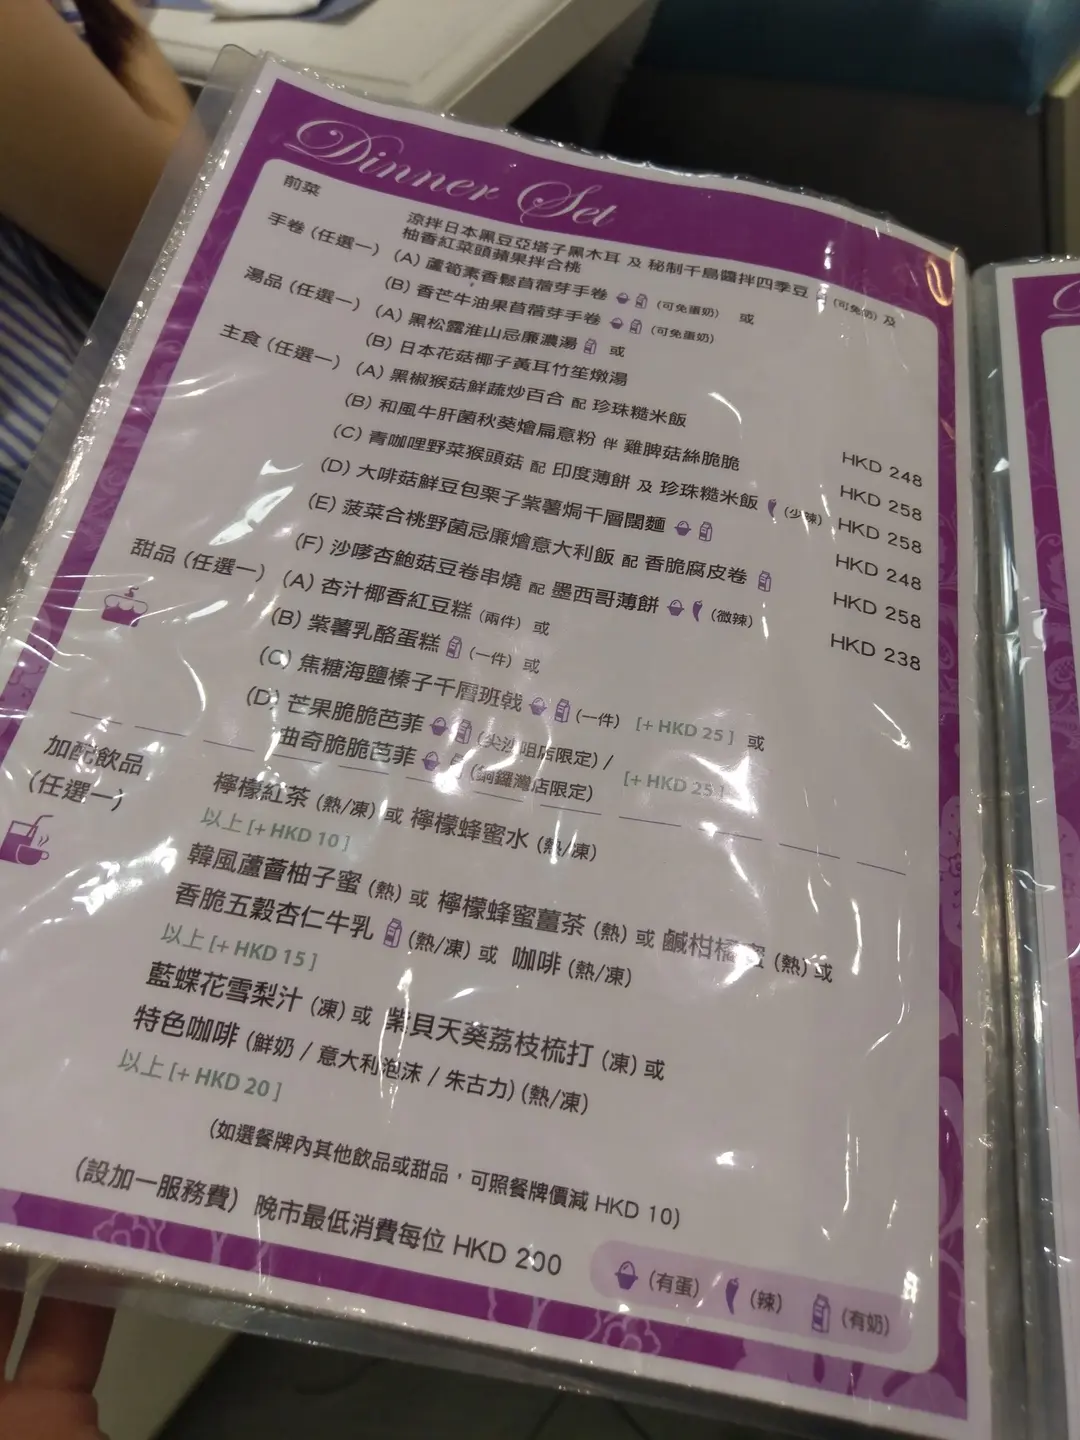 Dinner Set
前菜 涼拌日本黑豆亞塔子黑木耳 及 秘制千島醬拌四季豆 (可免奶) 及
柚香紅菜頭蘋果拌合桃
手卷 (任選一) (A) 蘆筍素香鬆苜蓿芽手卷 (可免蛋奶) 或
(B) 香芒牛油果苜蓿芽手卷 (可免蛋奶)
湯品 (任選一) (A) 黑松露淮山忌廉濃湯 或
(B) 日本花菇椰子黃耳竹笙燉湯
主食 (任選一) (A) 黑椒猴菇鮮蔬炒百合 配 珍珠糙米飯 HKD 248
(B) 和風牛肝菌秋葵燴扁意粉 伴 雞脾菇絲脆脆 HKD 258
(C) 青咖哩野菜猴頭菇 配 印度薄餅 及 珍珠糙米飯 (少辣) HKD 258
(D) 大啡菇鮮豆包栗子紫薯焗千層闊麵 HKD 248
(E) 菠菜合桃野菌忌廉燴意大利飯 配 香脆腐皮卷 HKD 258
(F) 沙嗲杏鮑菇豆卷串燒 配 墨西哥薄餅 (微辣) HKD 238
甜品 (任選一) (A) 杏汁椰香紅豆糕 (兩件) 或
(B) 紫薯乳酪蛋糕 (一件) 或
(C) 焦糖海鹽榛子千層班戟 (一件) [+ HKD 25] 或
(D) 芒果脆脆芭菲 (尖沙咀店限定) /
曲奇脆脆芭菲 (銅鑼灣店限定) [+ HKD 25]
加配飲品
(任選一)
檸檬紅茶 (熱/凍) 或 檸檬蜂蜜水 (熱/凍)
以上 [+ HKD 10]
韓風蘆薈柚子蜜 (熱) 或 檸檬蜂蜜薑茶 (熱) 或 鹹柑橘蜜 (熱) 或
香脆五穀杏仁牛乳 (熱/凍) 或 咖啡 (熱/凍)
以上 [+ HKD 15]
藍蝶花雪梨汁 (凍) 或 紫貝天葵荔枝梳打 (凍) 或
特色咖啡 (鮮奶 / 意大利泡沫 / 朱古力) (熱/凍)
以上 [+ HKD 20]
(如選餐牌內其他飲品或甜品，可照餐牌價減 HKD 10)
(設加一服務費) 晚市最低消費每位 HKD 200
(有蛋) (辣) (有奶)